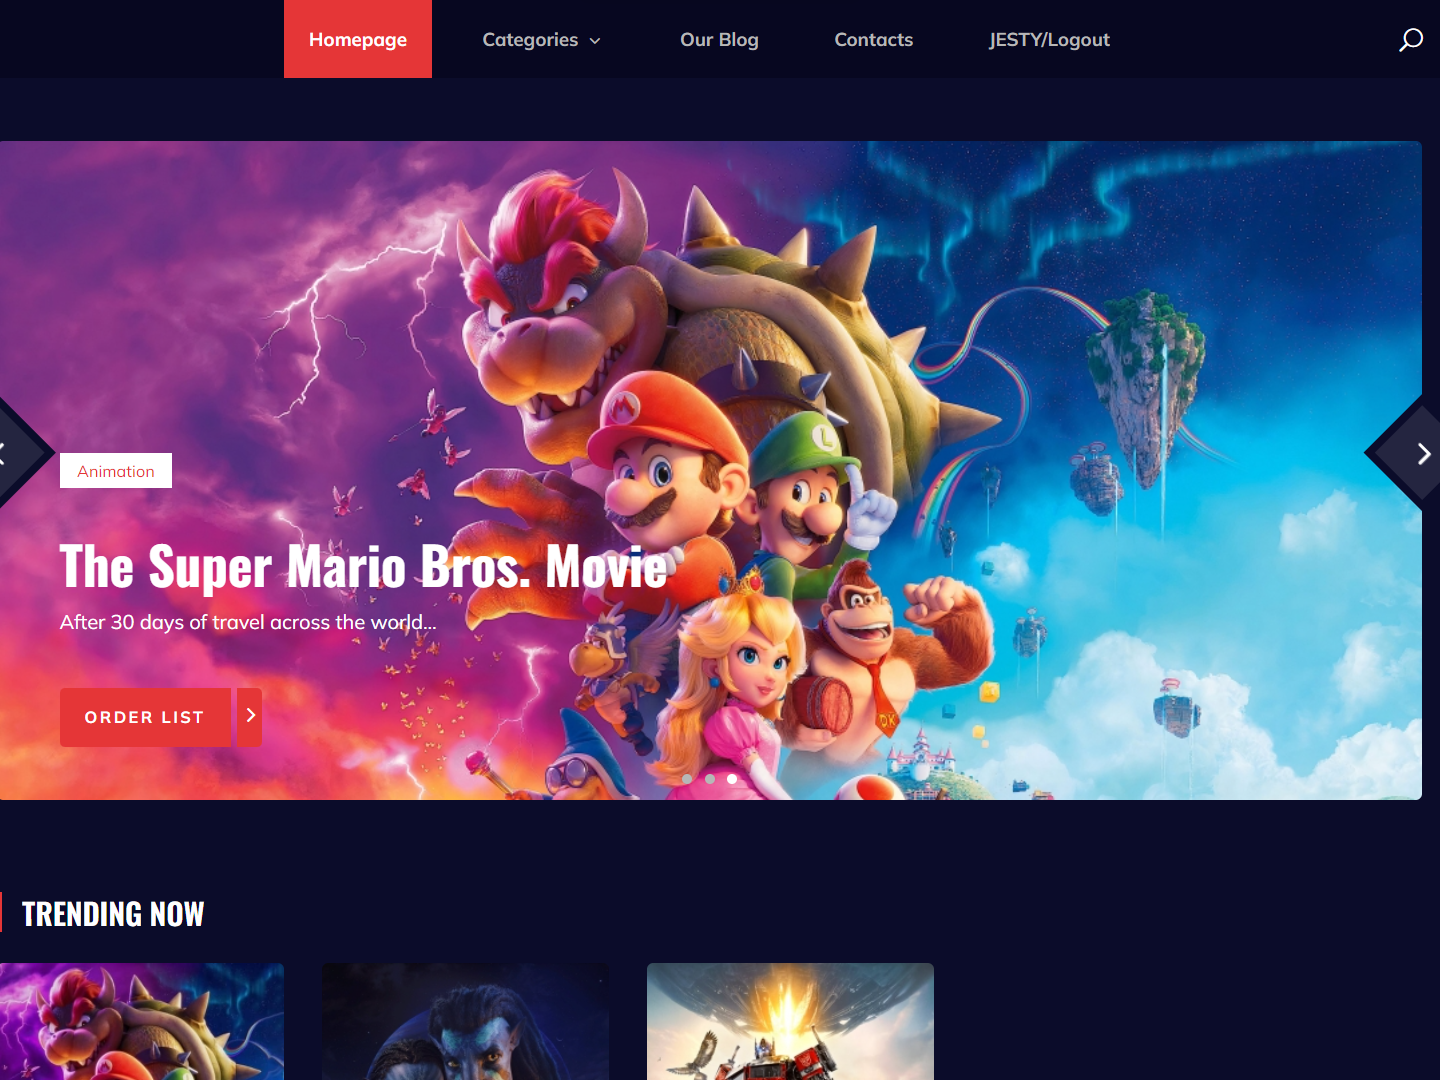 Homepage
Categories
Our Blog
Contacts
JESTY/Logout
M
L
Animation
The Super Mario Bros. Movie
After 30 days of travel across the world...
DK
ORDER LIST
TRENDING NOW